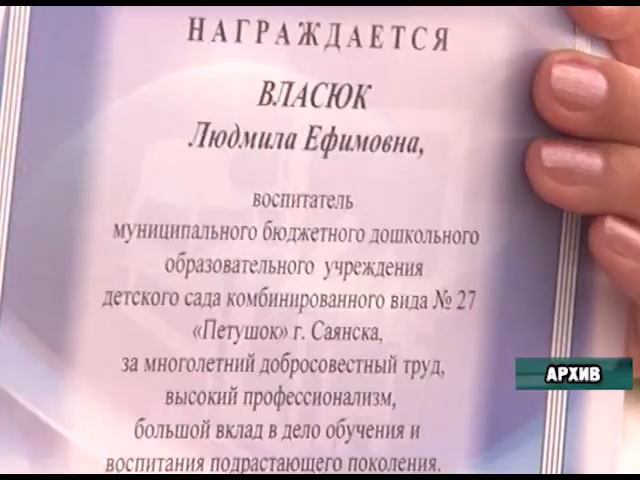 НАГРАЖДАЕТСЯ
ВЛАСЮК
Людмила Ефимовна,
воспитатель
муниципального бюджетного дошкольного
образовательного учреждения
детского сада комбинированного вида № 27
«Петушок» г. Саянска,
за многолетний добросовестный труд,
высокий профессионализм,
большой вклад в дело обучения и
воспитания подрастающего поколения.
АРХИВ